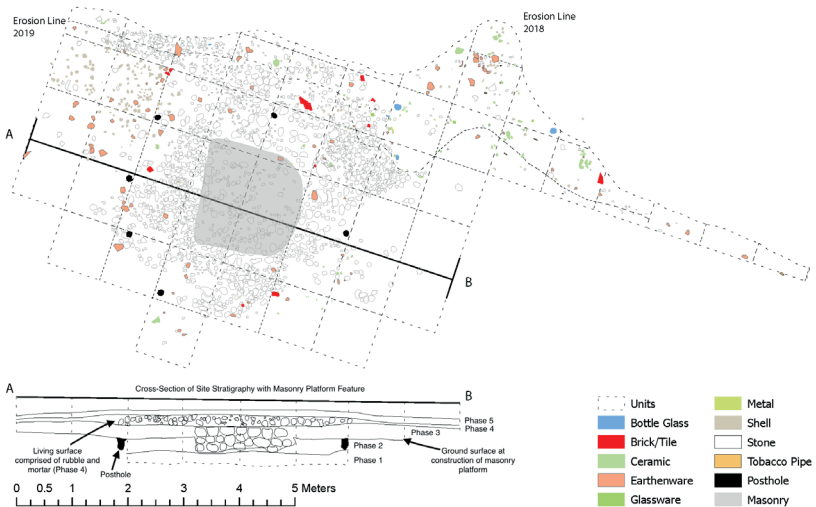 Erosion Line
2019
Erosion Line
2018
A
B
A
Cross-Section of Site Stratigraphy with Masonry Platform Feature
B
Phase 5
Phase 4
Phase 3
Phase 2
Phase 1
Living surface
comprised of rubble and
mortar (Phase 4)
Posthole
Ground surface at
construction of masonry
platform
0 0.5 1 2 3 4 5 Meters
Units
Bottle Glass
Brick/Tile
Ceramic
Earthenware
Glassware
Metal
Shell
Stone
Tobacco Pipe
Posthole
Masonry